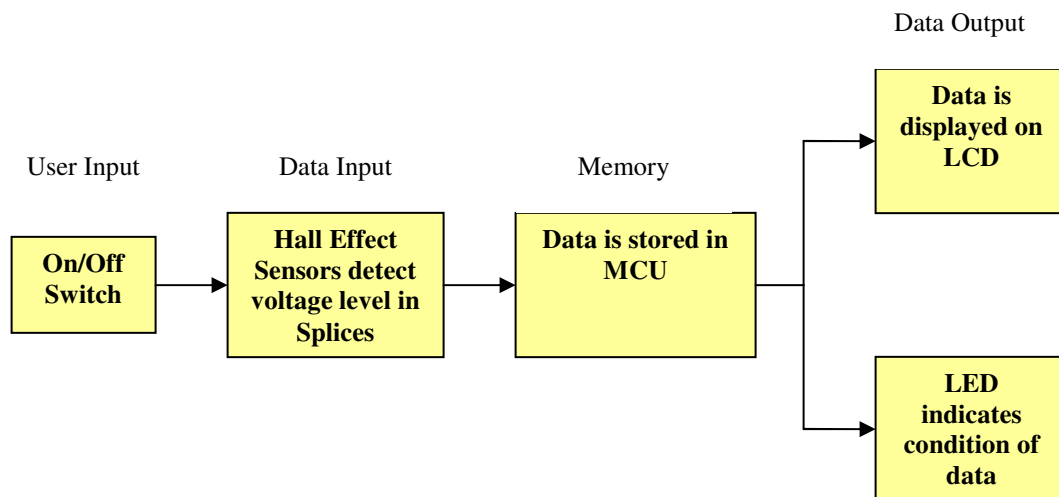 Data Output
Data is
displayed on
LCD
User Input
Data Input
Memory
On/Off
Switch
Hall Effect
Sensors detect
voltage level in
Splices
Data is stored in
MCU
LED
indicates
condition of
data